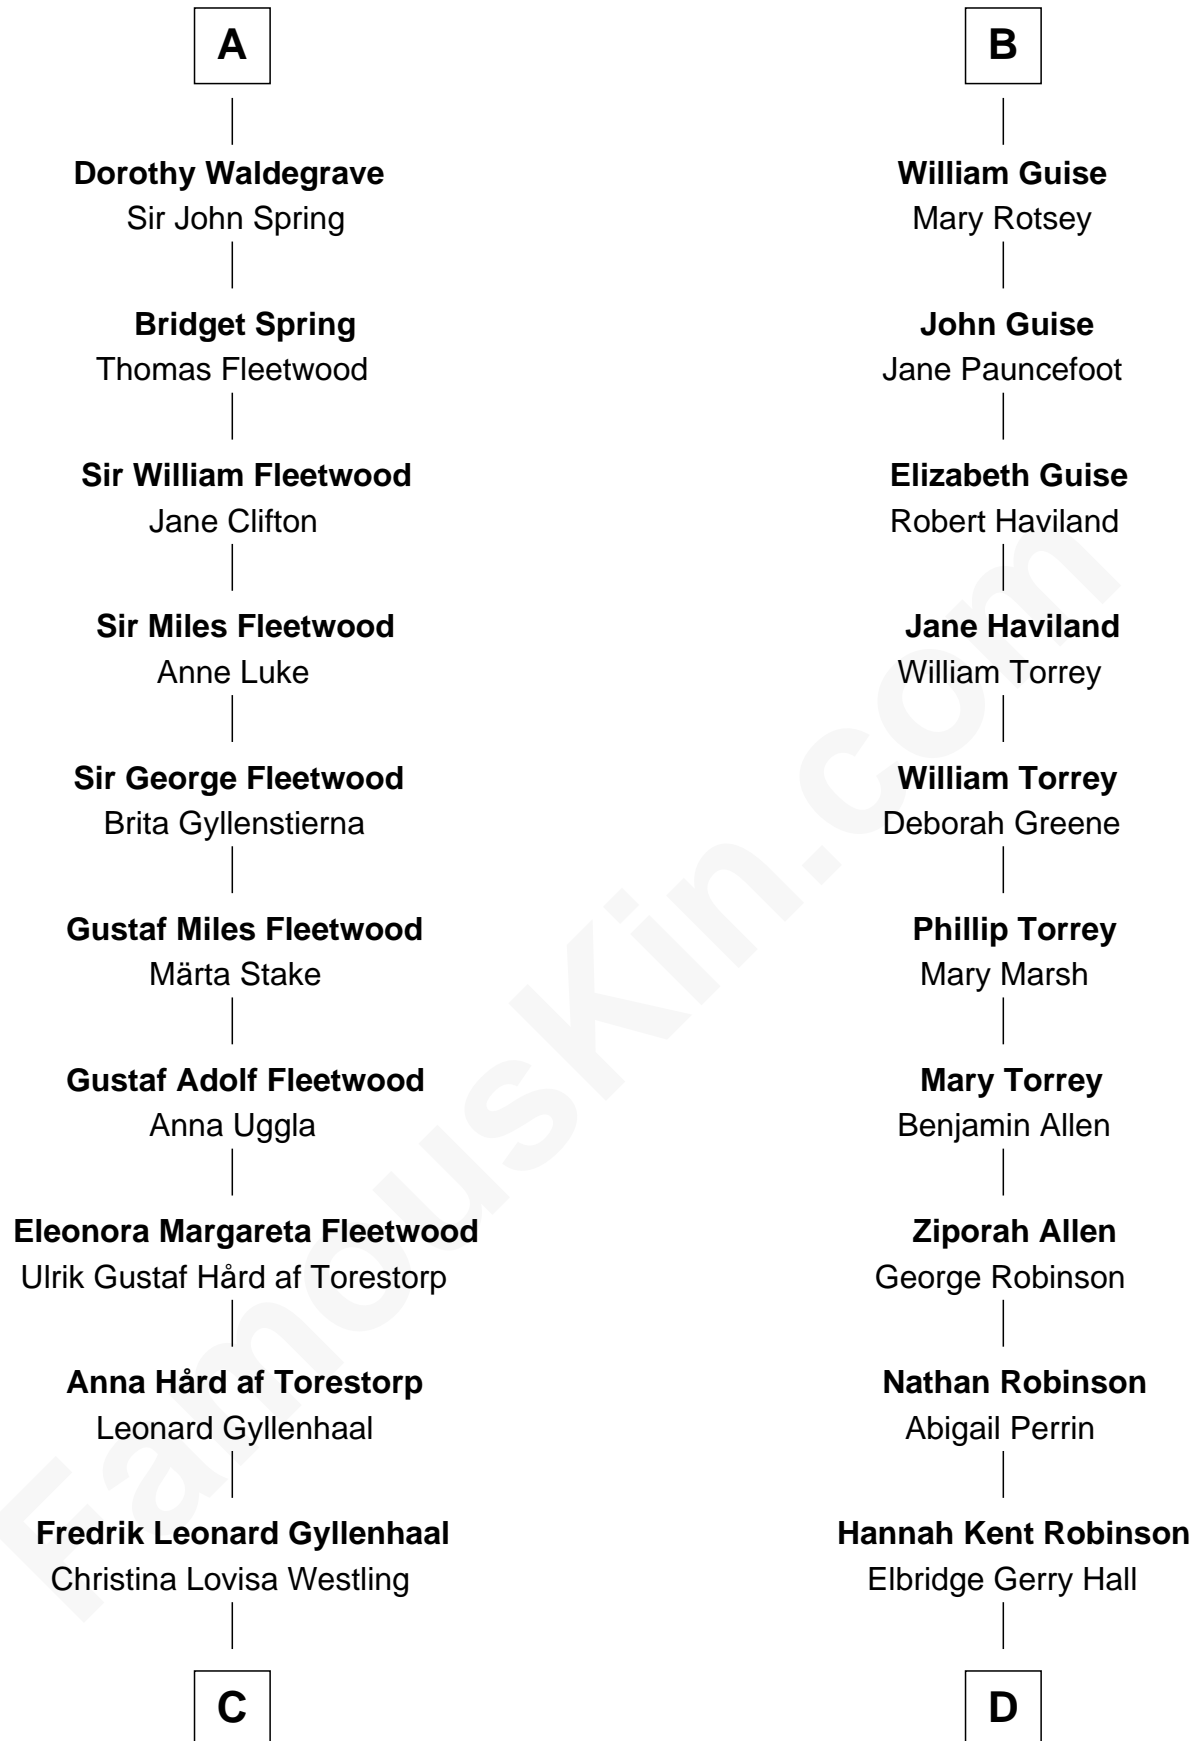 A
Dorothy Waldegrave
Sir John Spring
Bridget Spring
Thomas Fleetwood
Sir William Fleetwood
Jane Clifton
Sir Miles Fleetwood
Anne Luke
Sir George Fleetwood
Brita Gyllenstierna
Gustaf Miles Fleetwood
Märta Stake
Gustaf Adolf Fleetwood
Anna Uggla
Eleonora Margareta Fleetwood
Ulrik Gustaf Hård af Torestorp
Anna Hård af Torestorp
Leonard Gyllenhaal
Fredrik Leonard Gyllenhaal
Christina Lovisa Westling
C
B
William Guise
Mary Rotsey
John Guise
Jane Pauncefoot
Elizabeth Guise
Robert Haviland
Jane Haviland
William Torrey
William Torrey
Deborah Greene
Phillip Torrey
Mary Marsh
Mary Torrey
Benjamin Allen
Ziporah Allen
George Robinson
Nathan Robinson
Abigail Perrin
Hannah Kent Robinson
Elbridge Gerry Hall
D
FamousKin.com